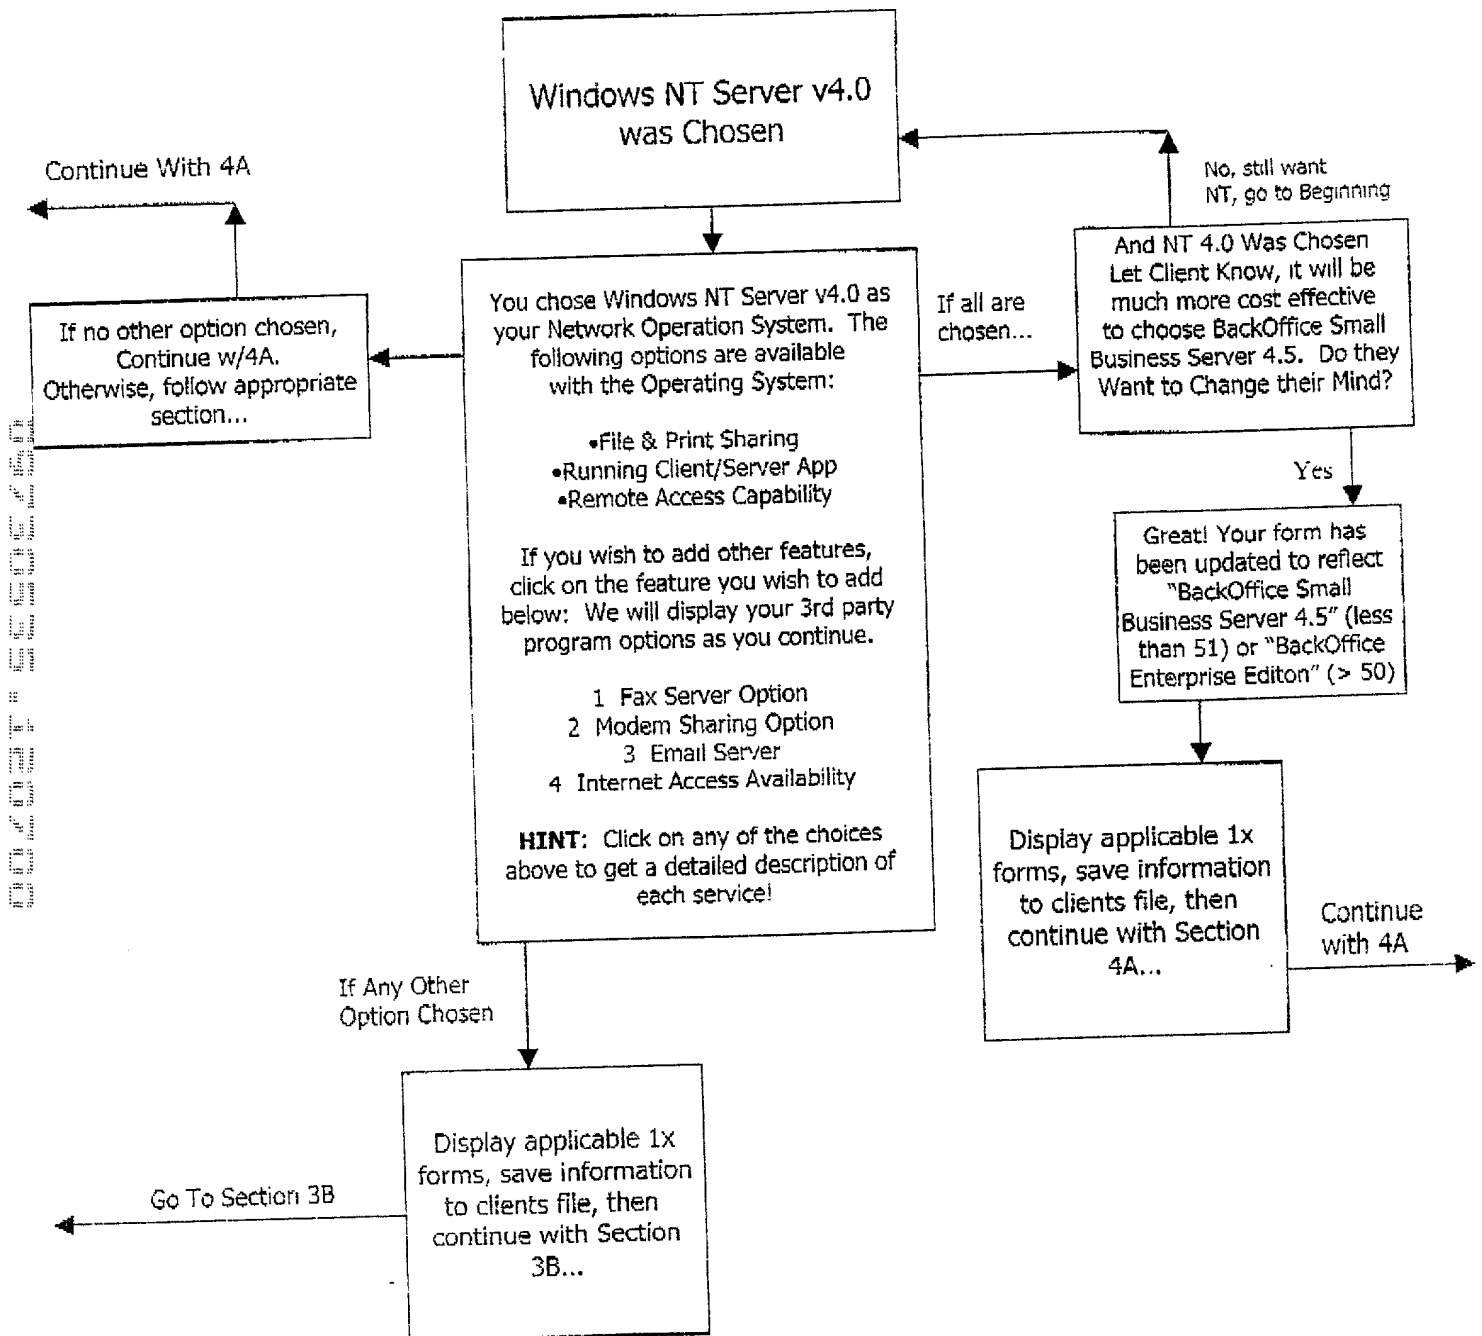 Windows NT Server v4.0
was Chosen
Continue With 4A
No, still want
NT, go to Beginning
If no other option chosen,
Continue w/4A.
Otherwise, follow appropriate
section...
You chose Windows NT Server v4.0 as
your Network Operation System. The
following options are available
with the Operating System:
•File & Print Sharing
•Running Client/Server App
•Remote Access Capability
If you wish to add other features,
click on the feature you wish to add
below: We will display your 3rd party
program options as you continue.
1 Fax Server Option
2 Modem Sharing Option
3 Email Server
4 Internet Access Availability
HINT: Click on any of the choices
above to get a detailed description of
each service!
If all are
chosen...
And NT 4.0 Was Chosen
Let Client Know, it will be
much more cost effective
to choose BackOffice Small
Business Server 4.5. Do they
Want to Change their Mind?
Yes
Great! Your form has
been updated to reflect
"BackOffice Small
Business Server 4.5" (less
than 51) or "BackOffice
Enterprise Editon" (> 50)
Display applicable 1x
forms, save information
to clients file, then
continue with Section
4A...
Continue
with 4A
If Any Other
Option Chosen
Display applicable 1x
forms, save information
to clients file, then
continue with Section
3B...
Go To Section 3B